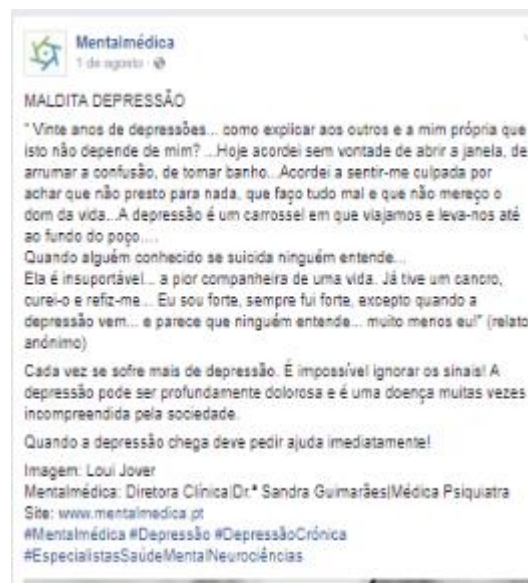 Mentalmédica
1 de agosto
MALDITA DEPRESSÃO
" Vinte anos de depressões... como explicar aos outros e a mim própria que
isto não depende de mim? ...Hoje acordei sem vontade de abrir a janela, de
arrumar a confusão, de tomar banho...Acordei a sentir-me culpada por
achar que não presto para nada, que faço tudo mal e que não mereço o
dom da vida...A depressão é um carrossel em que viajamos e leva-nos até
ao fundo do poço....
Quando alguém conhecido se suicida ninguém entende...
Ela é insuportável... a pior companheira de uma vida. Já tive um cancro,
curei-o e refiz-me... Eu sou forte, sempre fui forte, excepto quando a
depressão vem... e parece que ninguém entende... muito menos eu!" (relato
anónimo)
Cada vez se sofre mais de depressão. É impossível ignorar os sinais! A
depressão pode ser profundamente dolorosa e é uma doença muitas vezes
incompreendida pela sociedade.
Quando a depressão chega deve pedir ajuda imediatamente!
Imagem: Loui Jover
Mentalmédica: Diretora Clínica|Dr.ª Sandra Guimarães|Médica Psiquiatra
Site: www.mentalmedica.pt
#Mentalmédica #Depressão #DepressãoCrónica
#EspecialistasSaúdeMentalNeurociências